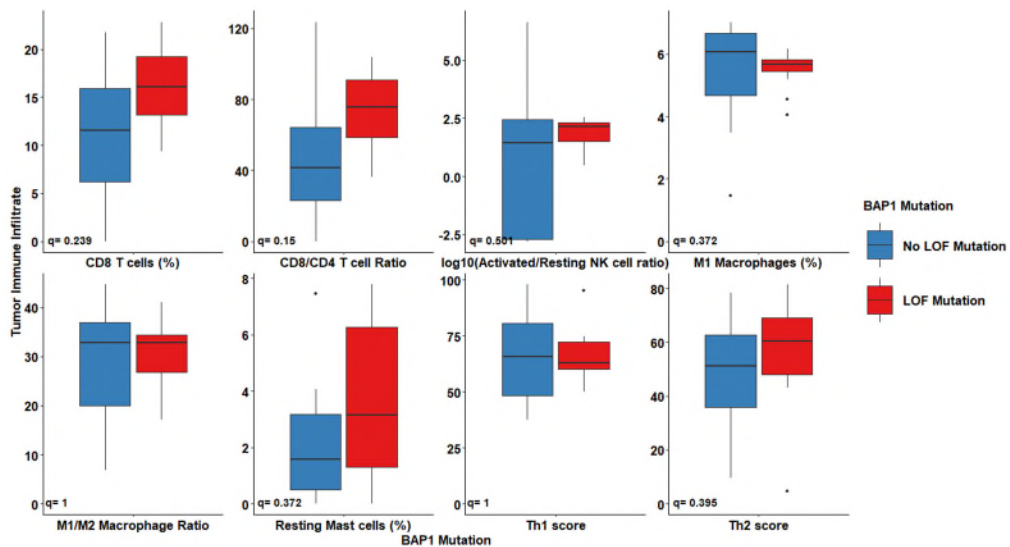 Tumor Immune Infiltrate
20
15
10
5
0
q= 0.239
CD8 T cells (%)
120
80
40
0
q= 0.15
CD8/CD4 T cell Ratio
5.0
2.5
0.0
-2.5
q= 0.501
log10(Activated/Resting NK cell ratio)
6
4
2
0
q= 0.372
M1 Macrophages (%)
BAP1 Mutation
No LOF Mutation
LOF Mutation
40
30
20
10
0
q= 1
M1/M2 Macrophage Ratio
8
6
4
2
0
q= 0.372
Resting Mast cells (%)
100
75
50
25
0
q= 1
Th1 score
80
60
40
20
0
q= 0.395
Th2 score
BAP1 Mutation